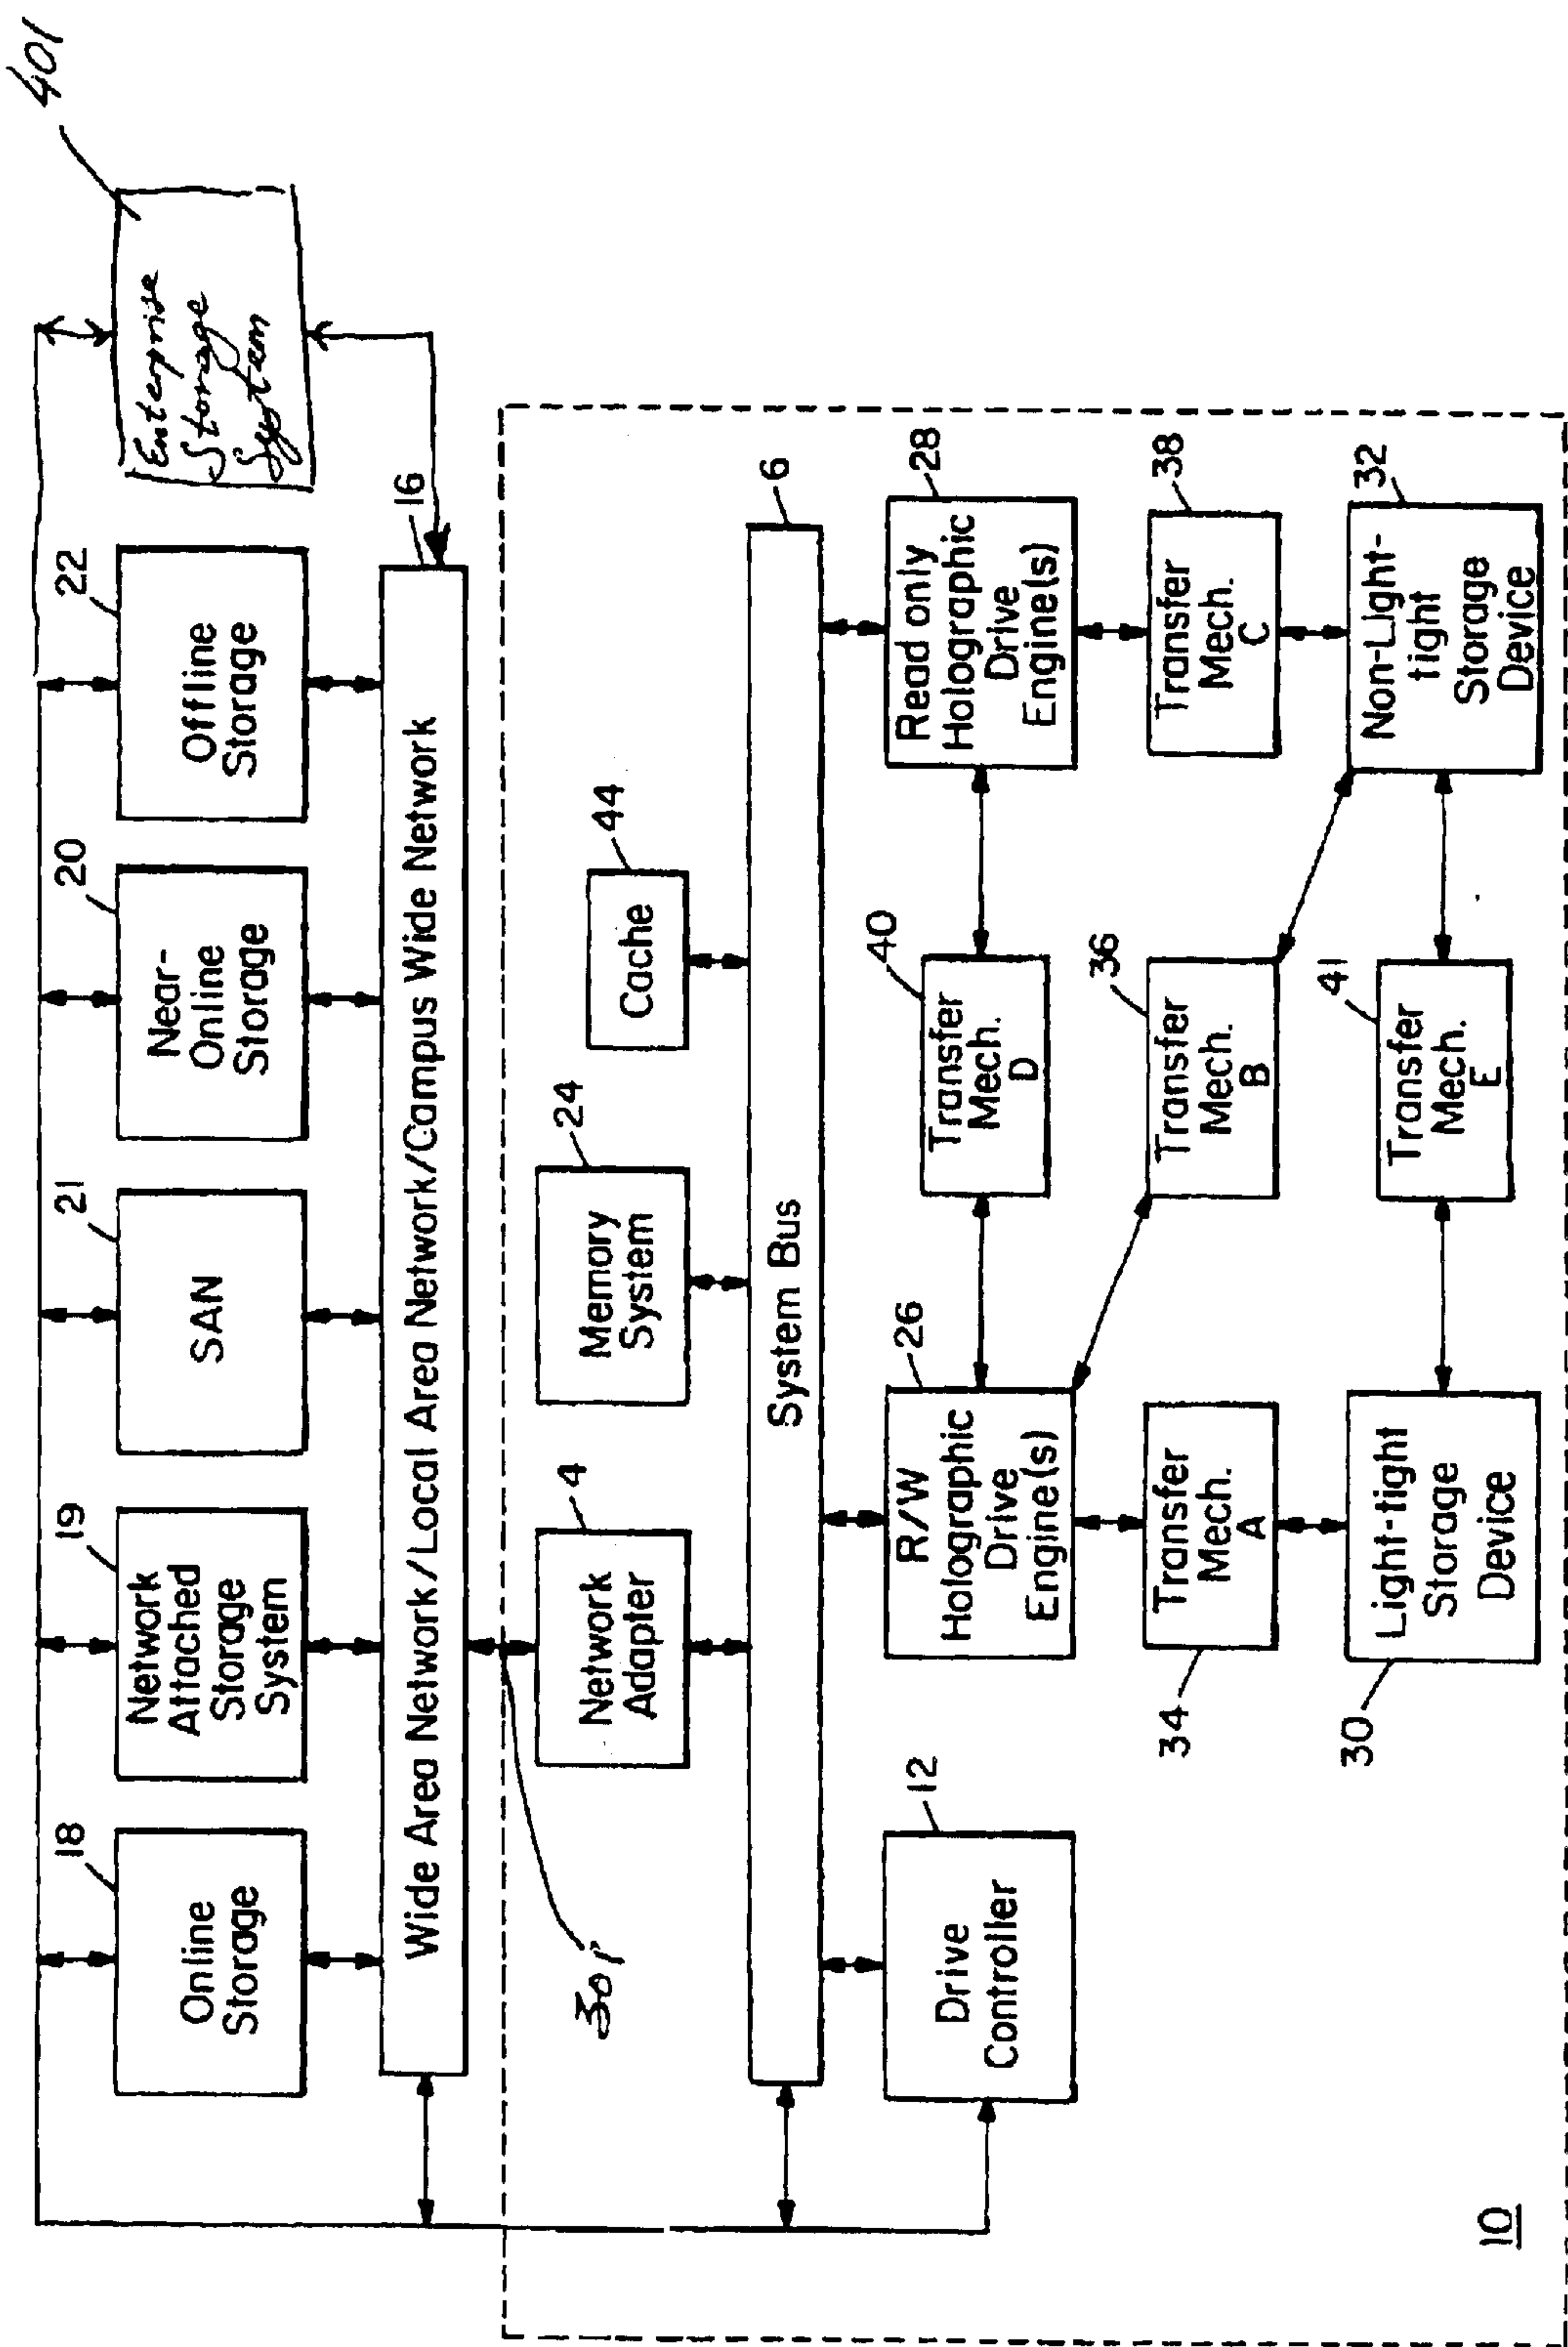 401
18
Online
Storage
19
Network
Attached
Storage
System
21
SAN
20
Near-
Online
Storage
22
Offline
Storage
Enterprise
Storage
System
16
Wide Area Network/Local Area Network/Campus Wide Network
301
4
Network
Adapter
24
Memory
System
44
Cache
6
System Bus
12
Drive
Controller
26
R/W
Holographic
Drive
Engine(s)
40
Transfer
Mech.
D
28
Read only
Holographic
Drive
Engine(s)
34
Transfer
Mech.
A
36
Transfer
Mech.
B
38
Transfer
Mech.
C
30
Light-tight
Storage
Device
41
Transfer
Mech.
E
32
Non-Light-
tight
Storage
Device
10